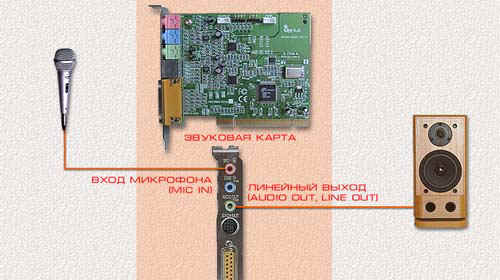 ЗВУКОВАЯ КАРТА
ВХОД МИКРОФОНА
(MIC IN)
ЛИНЕЙНЫЙ ВЫХОД
(AUDIO OUT, LINE OUT)